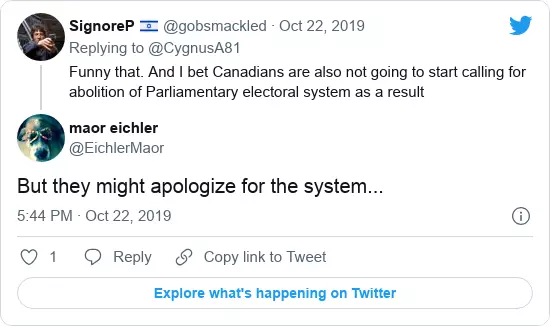 SignoreP 🇮🇱 @gobsmackled · Oct 22, 2019
Replying to @CygnusA81
Funny that. And I bet Canadians are also not going to start calling for
abolition of Parliamentary electoral system as a result
maor eichler
@EichlerMaor
But they might apologize for the system...
5:44 PM · Oct 22, 2019
1 Reply Copy link to Tweet
Explore what's happening on Twitter